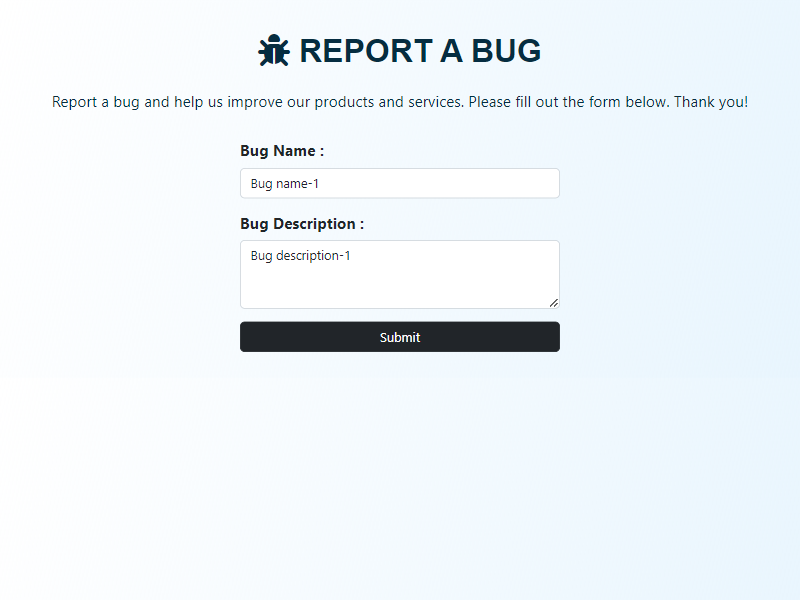 REPORT A BUG
Report a bug and help us improve our products and services. Please fill out the form below. Thank you!
Bug Name :
Bug name-1
Bug Description :
Bug description-1
Submit